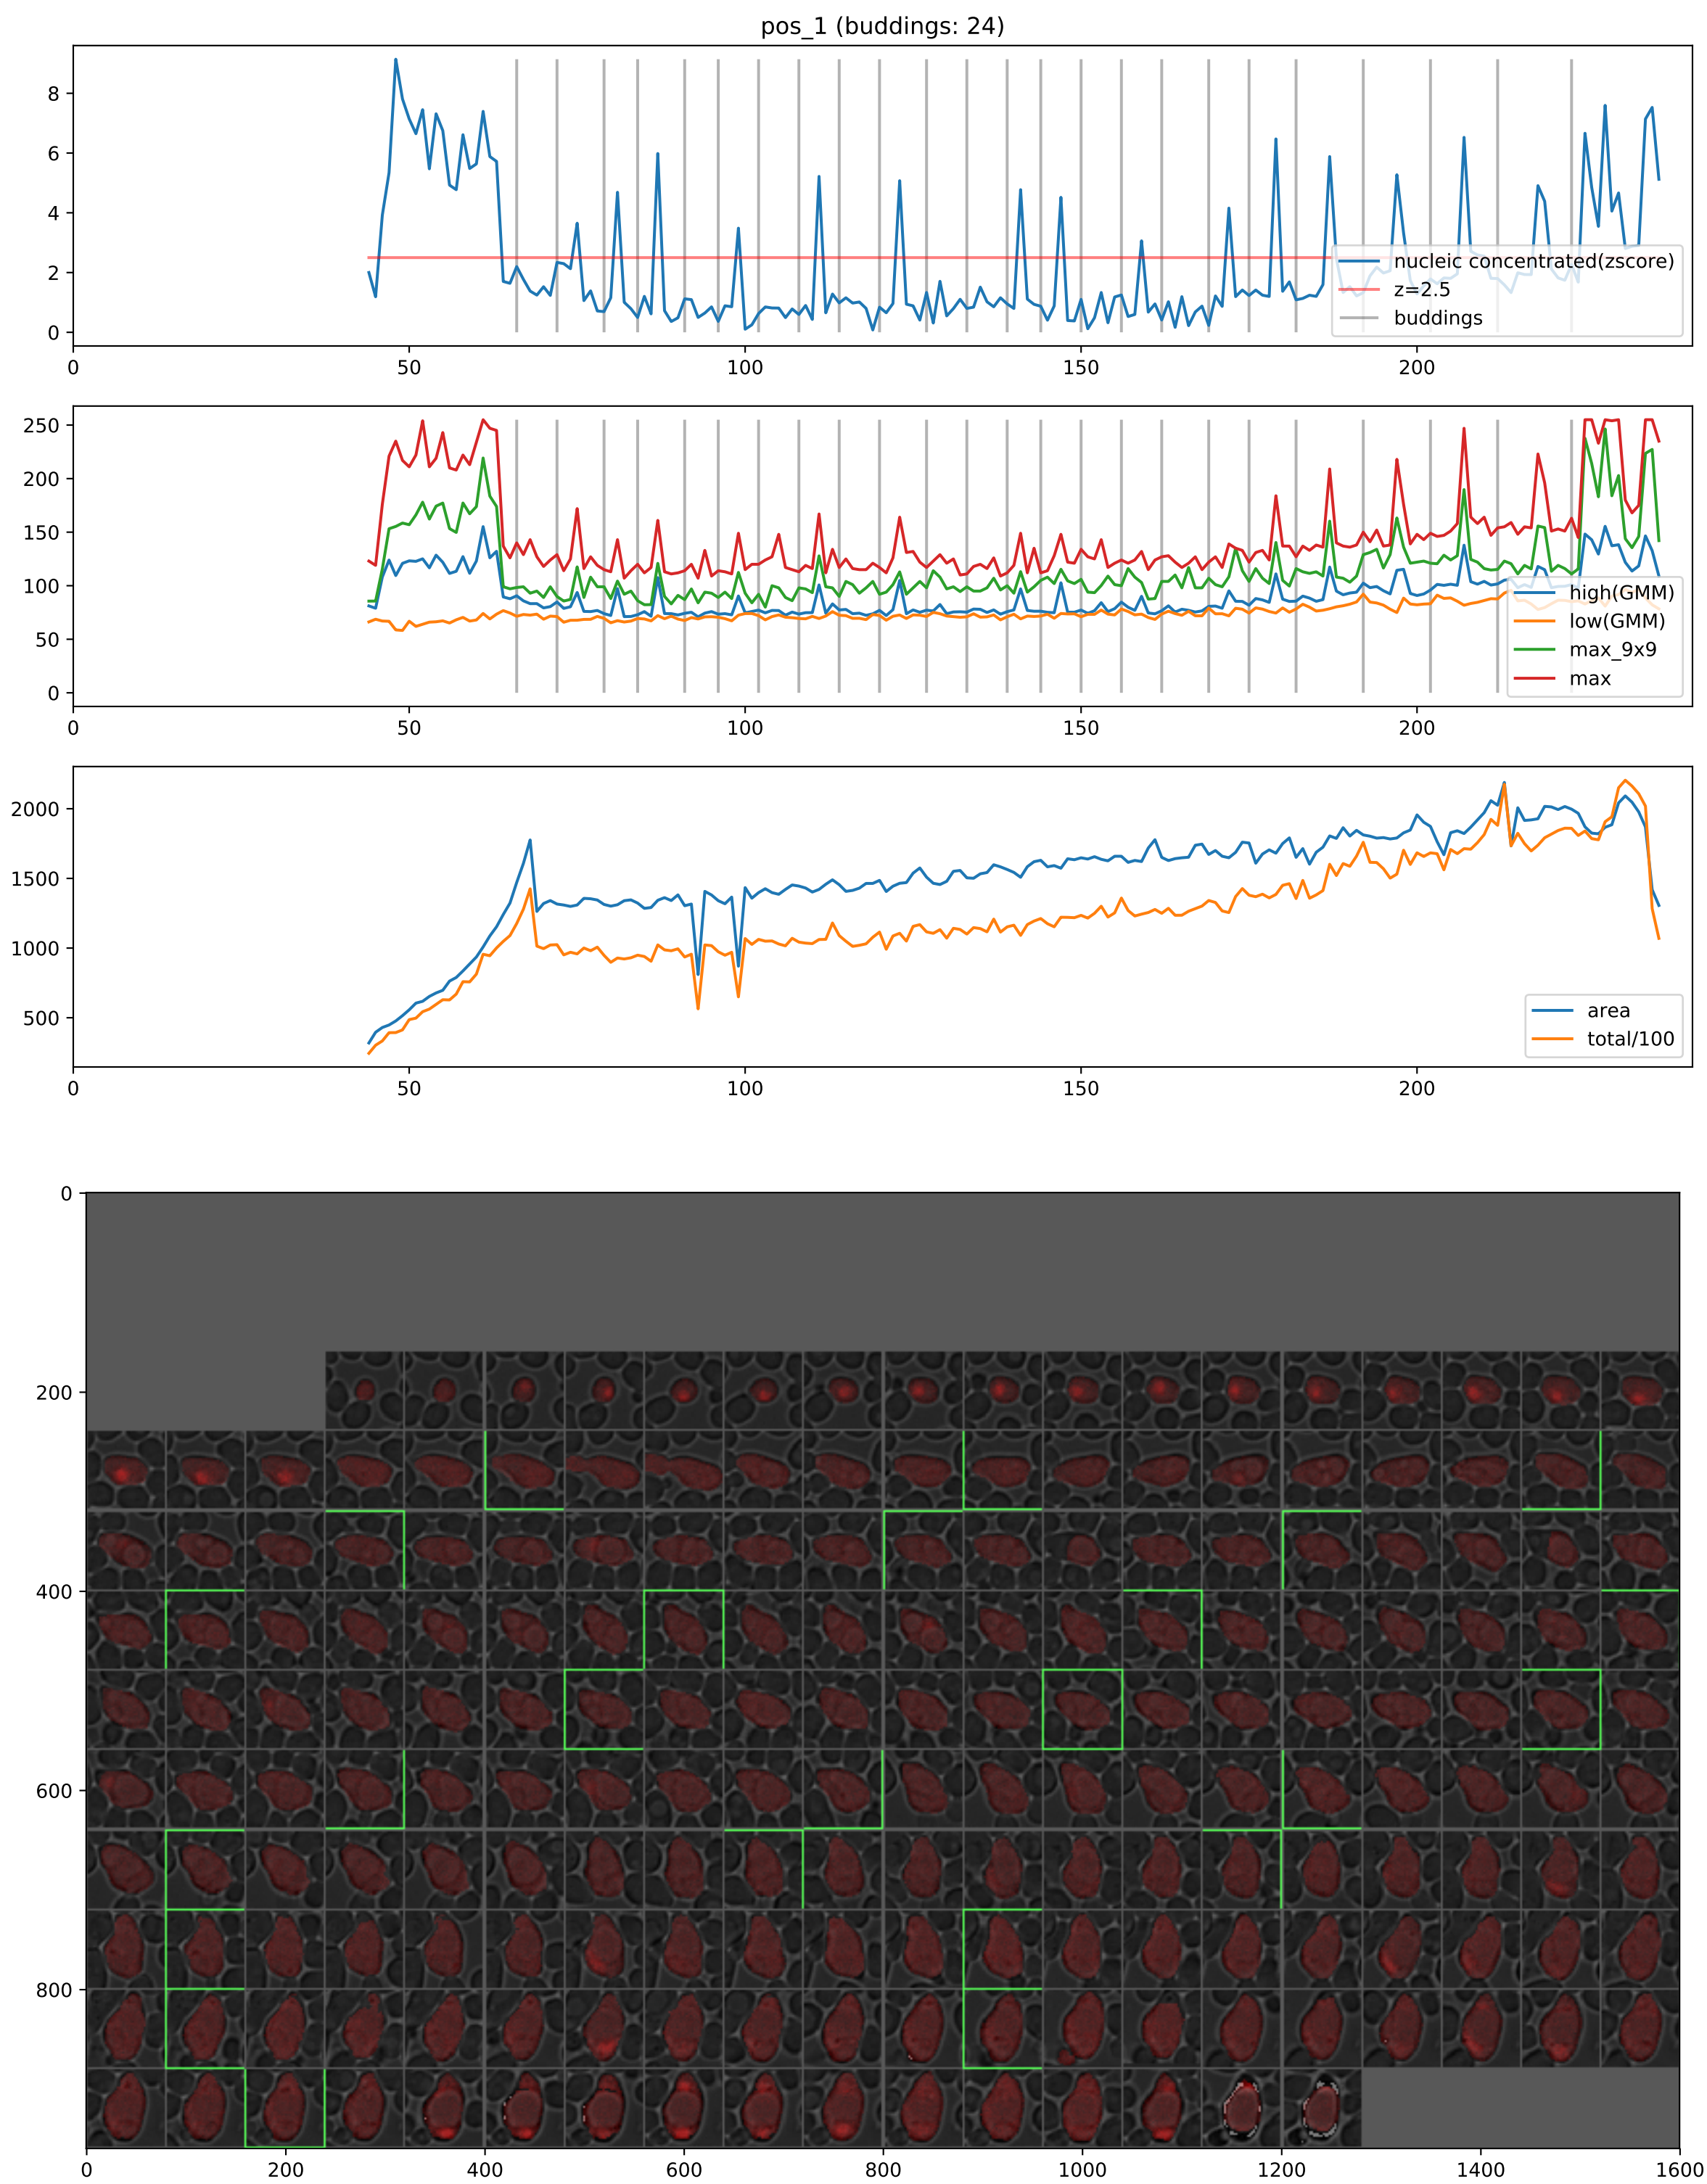 pos_1 (buddings: 24)
8
6
4
2
0
nucleic concentrated(zscore)
z=2.5
buddings
0 50 100 150 200
250
200
150
100
50
0
high(GMM)
low(GMM)
max_9x9
max
0 50 100 150 200
2000
1500
1000
500
area
total/100
0 50 100 150 200
0
200
400
600
800
0 200 400 600 800 1000 1200 1400 1600